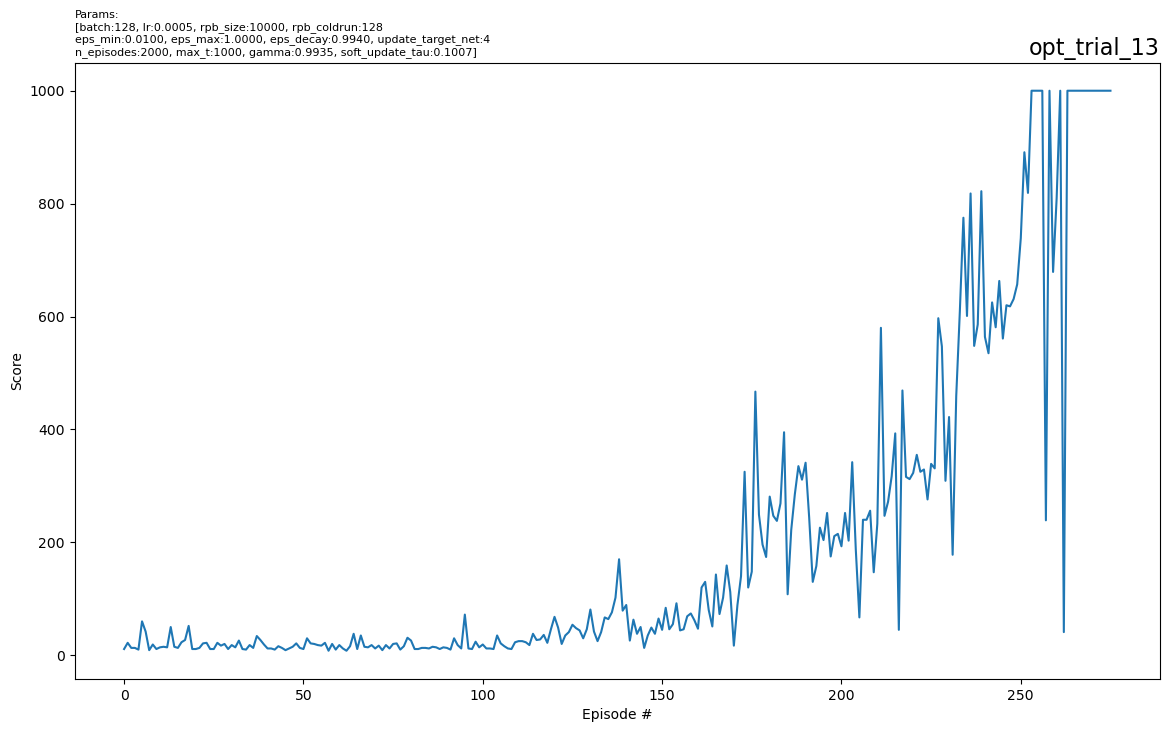 Params:
[batch:128, lr:0.0005, rpb_size:10000, rpb_coldrun:128
eps_min:0.0100, eps_max:1.0000, eps_decay:0.9940, update_target_net:4
n_episodes:2000, max_t:1000, gamma:0.9935, soft_update_tau:0.1007]
opt_trial_13
1000
800
600
400
200
0
Score
0 50 100 150 200 250
Episode #